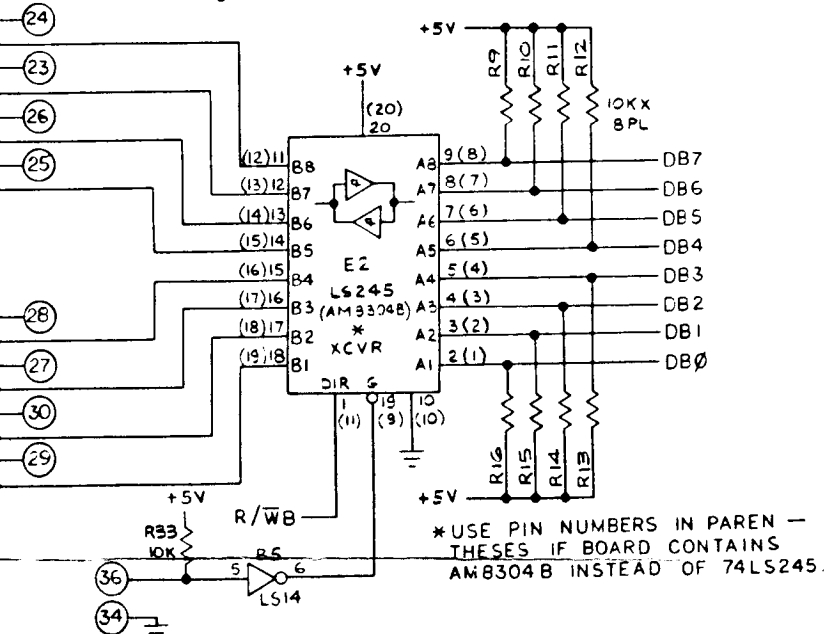 24
+5V
R9
R10
R11
R12
23
+5V
(20)
20
10K X
8PL
26
25
(12) 11 B8 A8 9 (8) DB7
(13) 12 B7 A7 8 (7) DB6
(14) 13 B6 A6 7 (6) DB5
(15) 14 B5 A5 6 (5) DB4
(16) 15 B4 A4 5 (4) DB3
(17) 16 B3 A3 4 (3) DB2
(18) 17 B2 A2 3 (2) DB1
(19) 18 B1 A1 2 (1) DBØ
E2
LS245
(AM8304B)
*
XCVR
28
27
30
29
DIR G
1 19 10
(11) (9) (10)
R16
R15
R14
R13
+5V
+5V
R/W̅B
R33
10K
B5
36
5
6
LS14
34
* USE PIN NUMBERS IN PAREN —
THESES IF BOARD CONTAINS
AM8304B INSTEAD OF 74LS245.